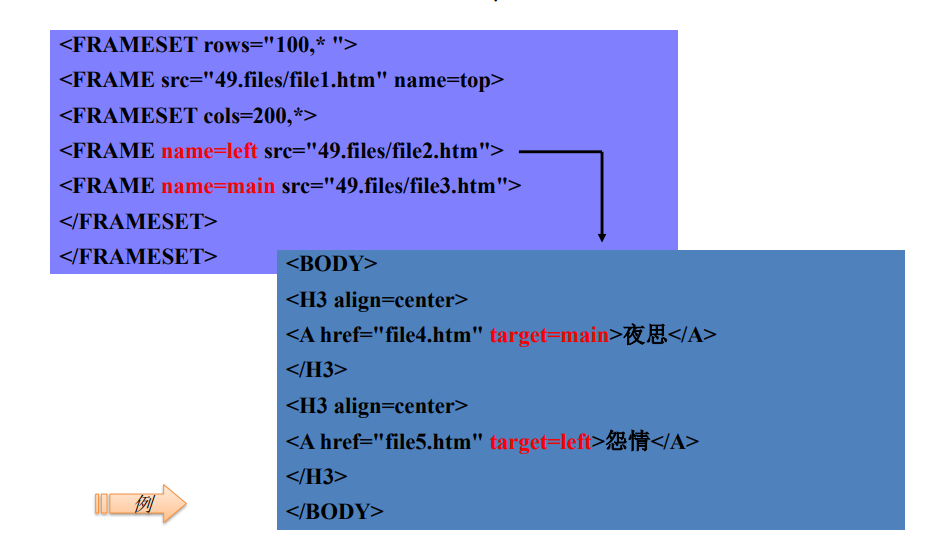 <FRAMESET rows="100,* ">
<FRAME src="49.files/file1.htm" name=top>
<FRAMESET cols=200,*>
<FRAME name=left src="49.files/file2.htm">
<FRAME name=main src="49.files/file3.htm">
</FRAMESET>
</FRAMESET>
<BODY>
<H3 align=center>
<A href="file4.htm" target=main>夜思</A>
</H3>
<H3 align=center>
<A href="file5.htm" target=left>怨情</A>
</H3>
</BODY>
例